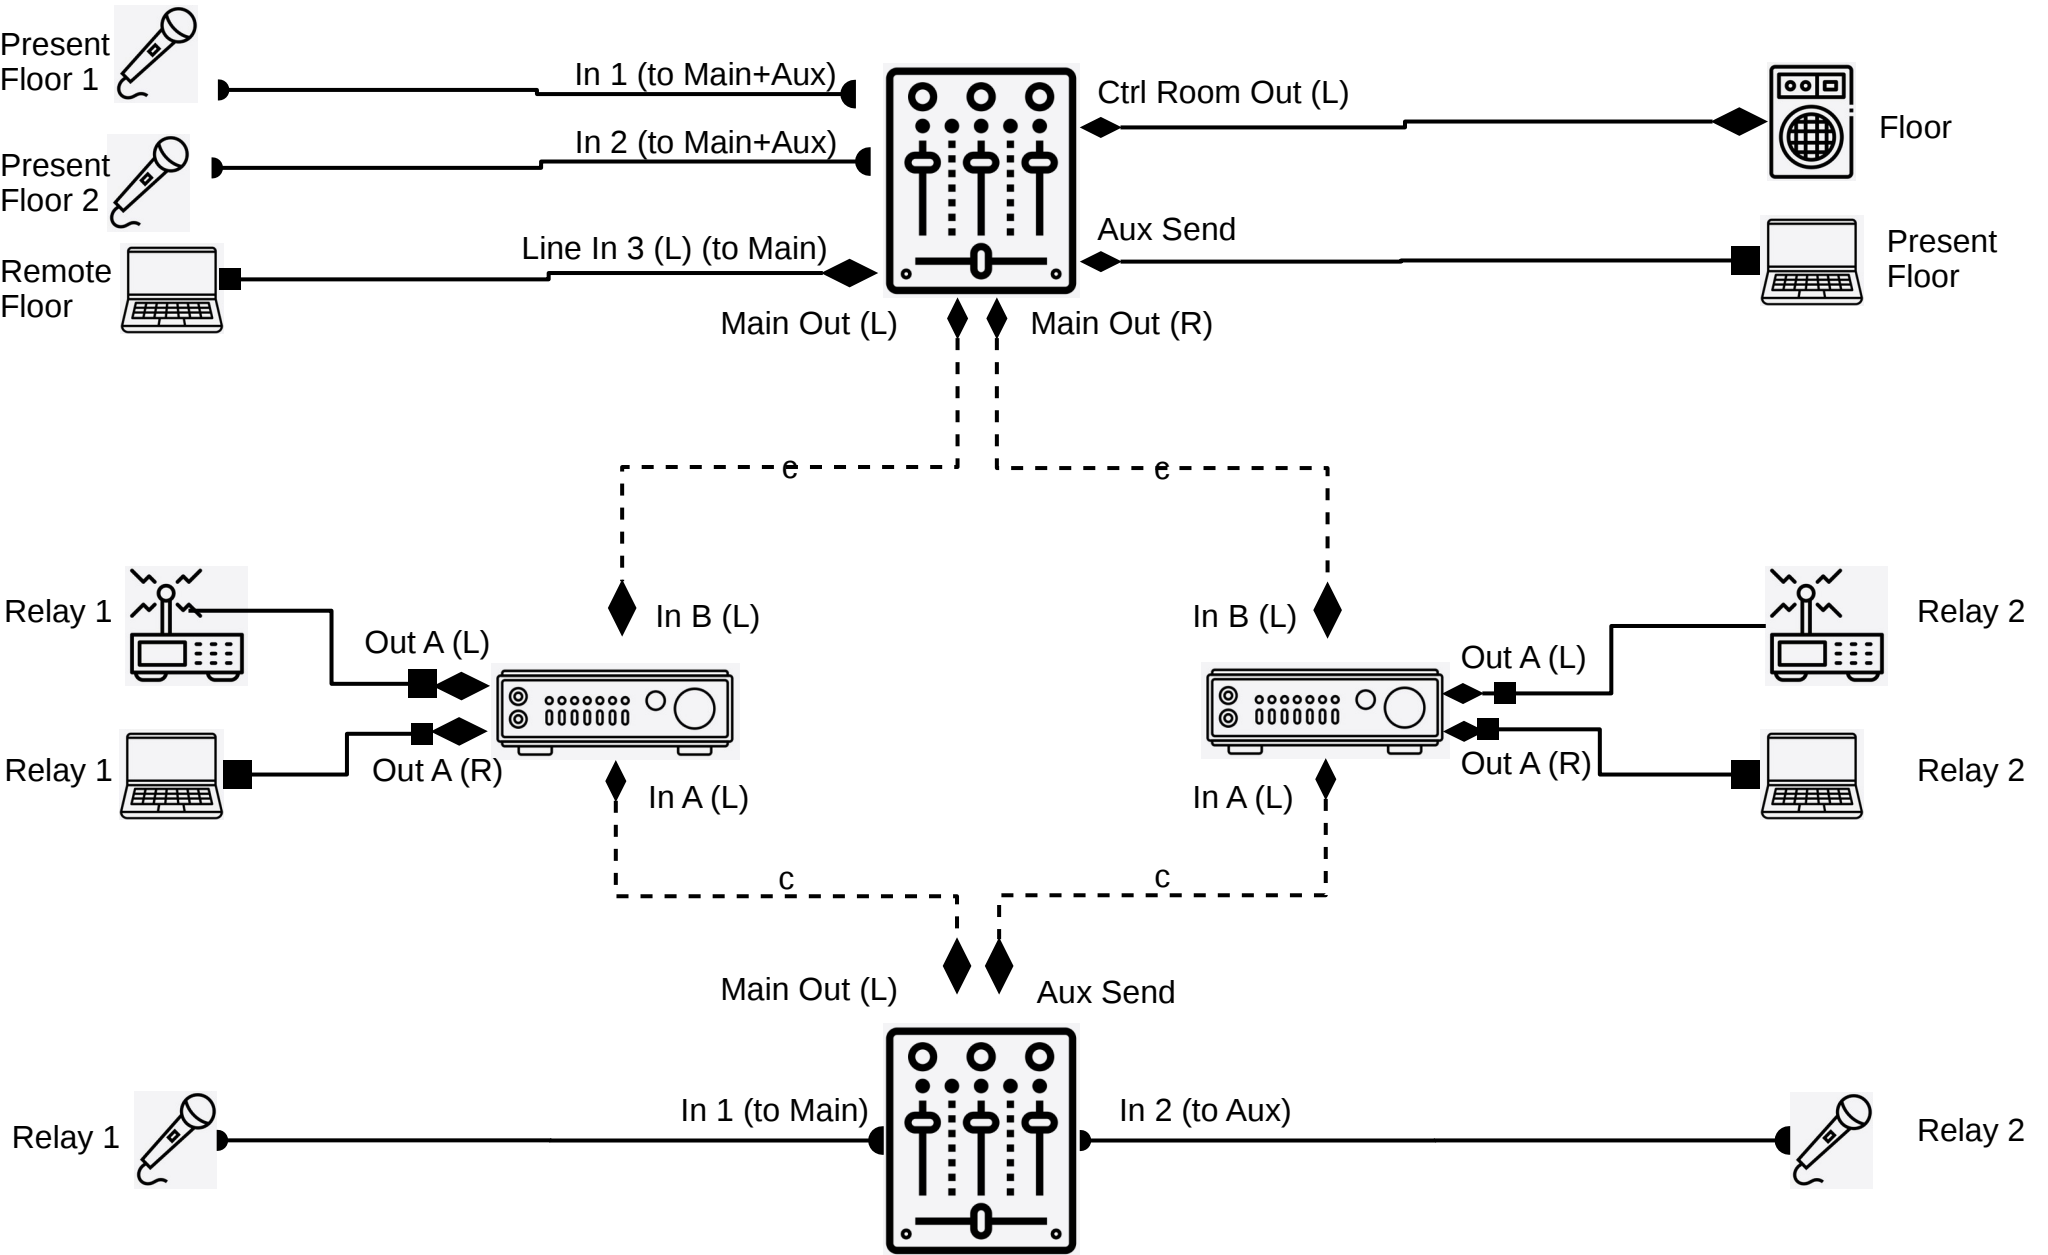 Present
Floor 1
In 1 (to Main+Aux)
Ctrl Room Out (L)
Floor
Present
Floor 2
In 2 (to Main+Aux)
Remote
Floor
Line In 3 (L) (to Main)
Aux Send
Present
Floor
Main Out (L)
Main Out (R)
c
c
Relay 1
In B (L)
In B (L)
Relay 2
Out A (L)
Out A (L)
Relay 1
Out A (R)
In A (L)
In A (L)
Out A (R)
Relay 2
c
c
Main Out (L)
Aux Send
Relay 1
In 1 (to Main)
In 2 (to Aux)
Relay 2